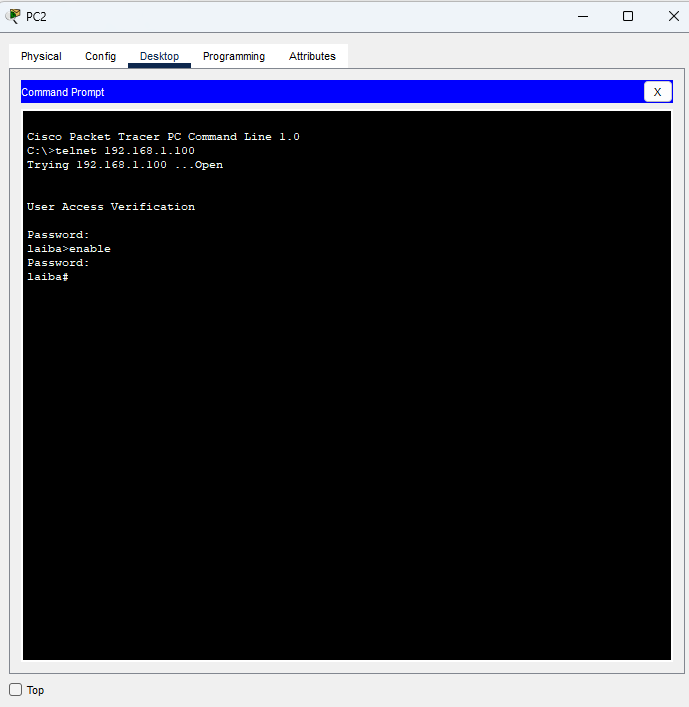 PC2
Physical Config Desktop Programming Attributes
Command Prompt
X
Cisco Packet Tracer PC Command Line 1.0
C:\>telnet 192.168.1.100
Trying 192.168.1.100 ...Open
User Access Verification
Password:
laiba>enable
Password:
laiba#
Top